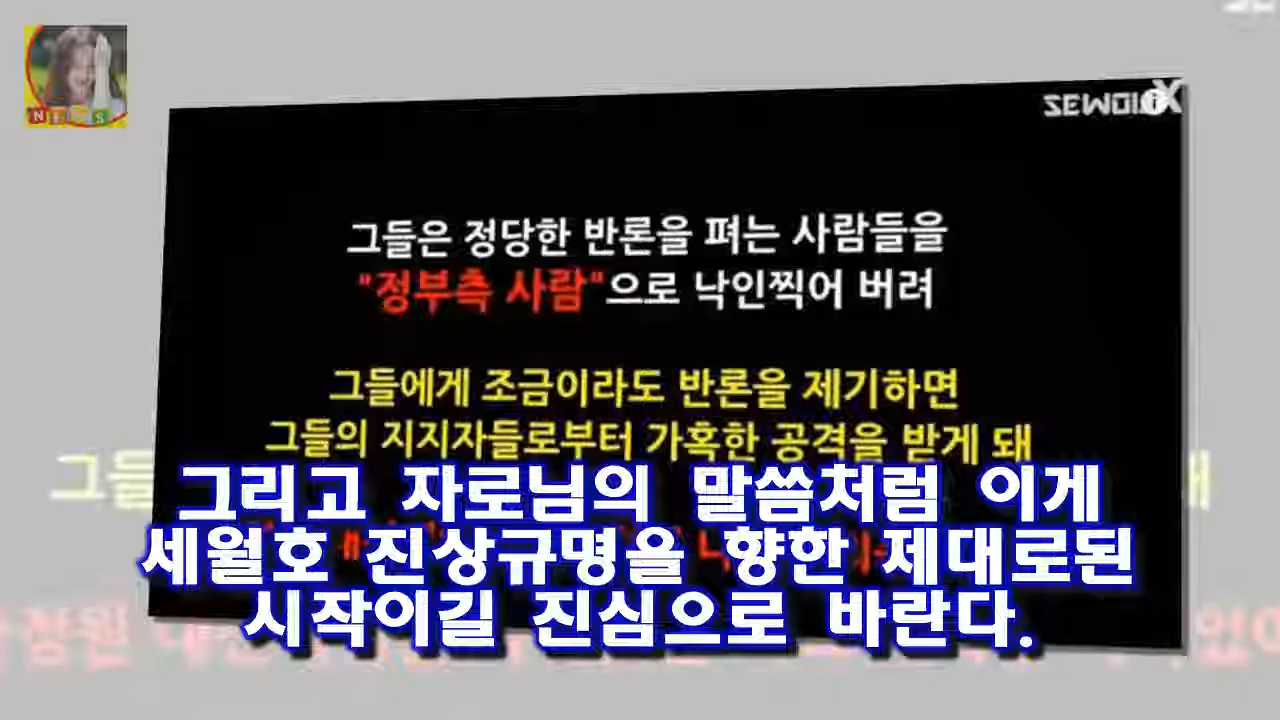 NEWS
SEWOLX
그들은 정당한 반론을 펴는 사람들을
"정부측 사람"으로 낙인찍어 버려
그들에게 조금이라도 반론을 제기하면
그들의 지지자들로부터 가혹한 공격을 받게 돼
그리고 자로님의 말씀처럼 이게
세월호 진상규명을 향한 제대로된
시작이길 진심으로 바란다.